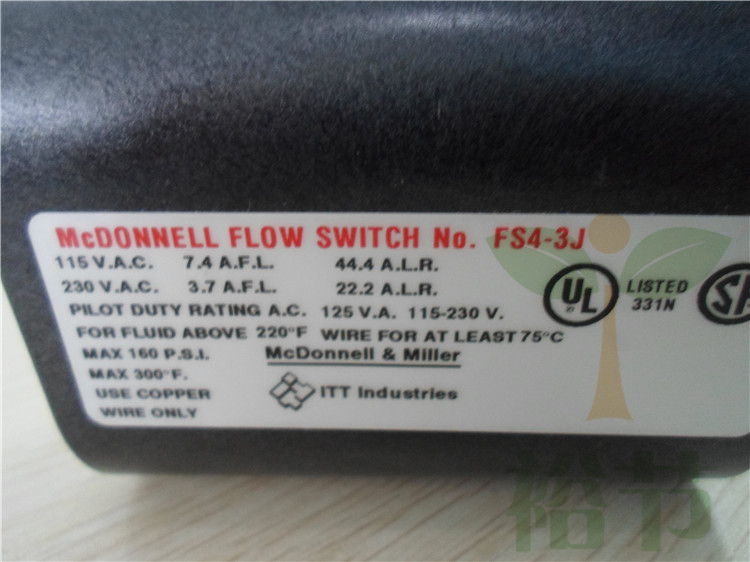 McDONNELL FLOW SWITCH No. FS4-3J
115 V.A.C. 7.4 A.F.L. 44.4 A.L.R.
230 V.A.C. 3.7 A.F.L. 22.2 A.L.R.
PILOT DUTY RATING A.C. 125 V.A. 115-230 V.
FOR FLUID ABOVE 220°F WIRE FOR AT LEAST 75°C
MAX 160 P.S.I. McDonnell & Miller
MAX 300°F.
USE COPPER ITT Industries
WIRE ONLY
UL
®
LISTED
331N
裕节